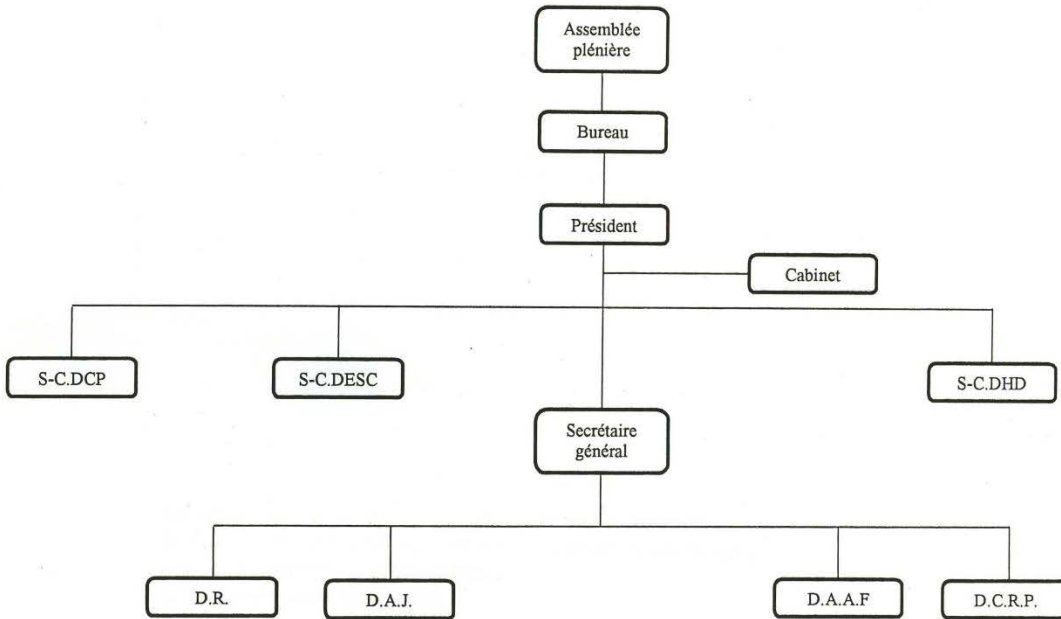 Assemblée
plénière
Bureau
Président
Cabinet
S-C.DCP
S-C.DESC
S-C.DHD
Secrétaire
général
D.R.
D.A.J.
D.A.A.F
D.C.R.P.